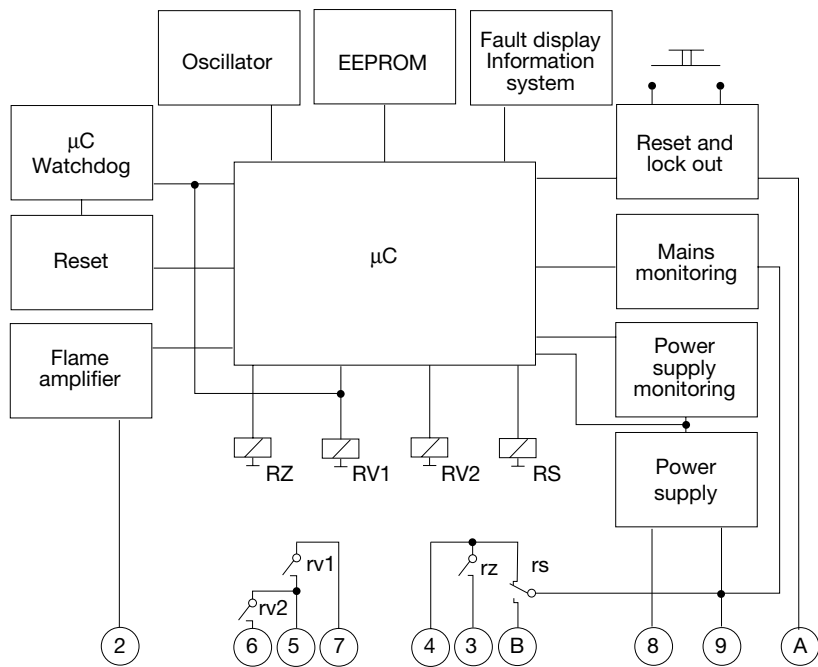 Oscillator
EEPROM
Fault display
Information
system
μC
Watchdog
Reset and
lock out
Reset
μC
Mains
monitoring
Flame
amplifier
Power
supply
monitoring
RZ
RV1
RV2
RS
Power
supply
rv1
rz
rs
rv2
2
6
5
7
4
3
B
8
9
A